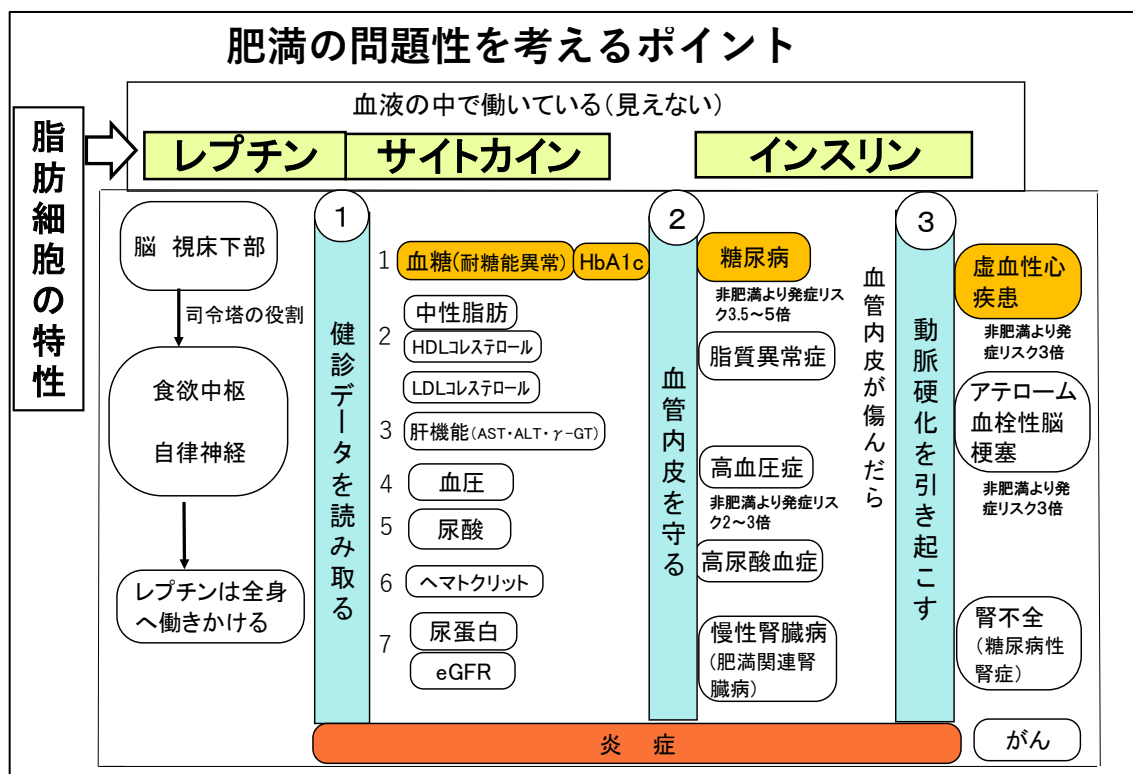 肥満の問題性を考えるポイント
脂肪細胞の特性
血液の中で働いている(見えない)
レプチン
サイトカイン
インスリン
脳 視床下部
司令塔の役割
食欲中枢
自律神経
レプチンは全身
へ働きかける
1
健診データを読み取る
1
血糖(耐糖能異常)
HbA1c
2
中性脂肪
HDLコレステロール
LDLコレステロール
3
肝機能(AST・ALT・γ-GT)
4
血圧
5
尿酸
6
ヘマトクリット
7
尿蛋白
eGFR
2
血管内皮を守る
糖尿病
非肥満より発症リス
ク3.5~5倍
脂質異常症
高血圧症
非肥満より発症リス
ク2~3倍
高尿酸血症
慢性腎臓病
(肥満関連腎
臓病)
血管内皮が傷んだら
3
動脈硬化を引き起こす
虚血性心
疾患
非肥満より発
症リスク3倍
アテローム
血栓性脳
梗塞
非肥満より発
症リスク3倍
腎不全
(糖尿病性
腎症)
がん
炎 症